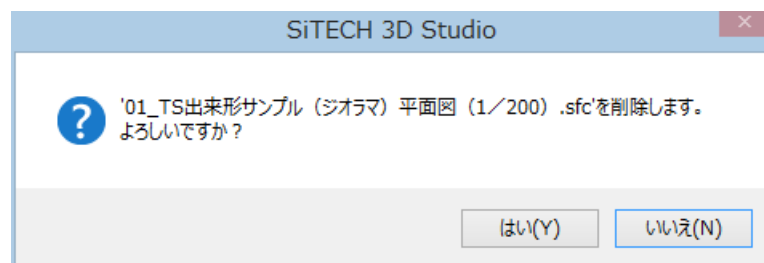 SiTECH 3D Studio
'01_TS出来形サンプル（ジオラマ）平面図（1／200）.sfc'を削除します。
よろしいですか？
はい(Y)
いいえ(N)